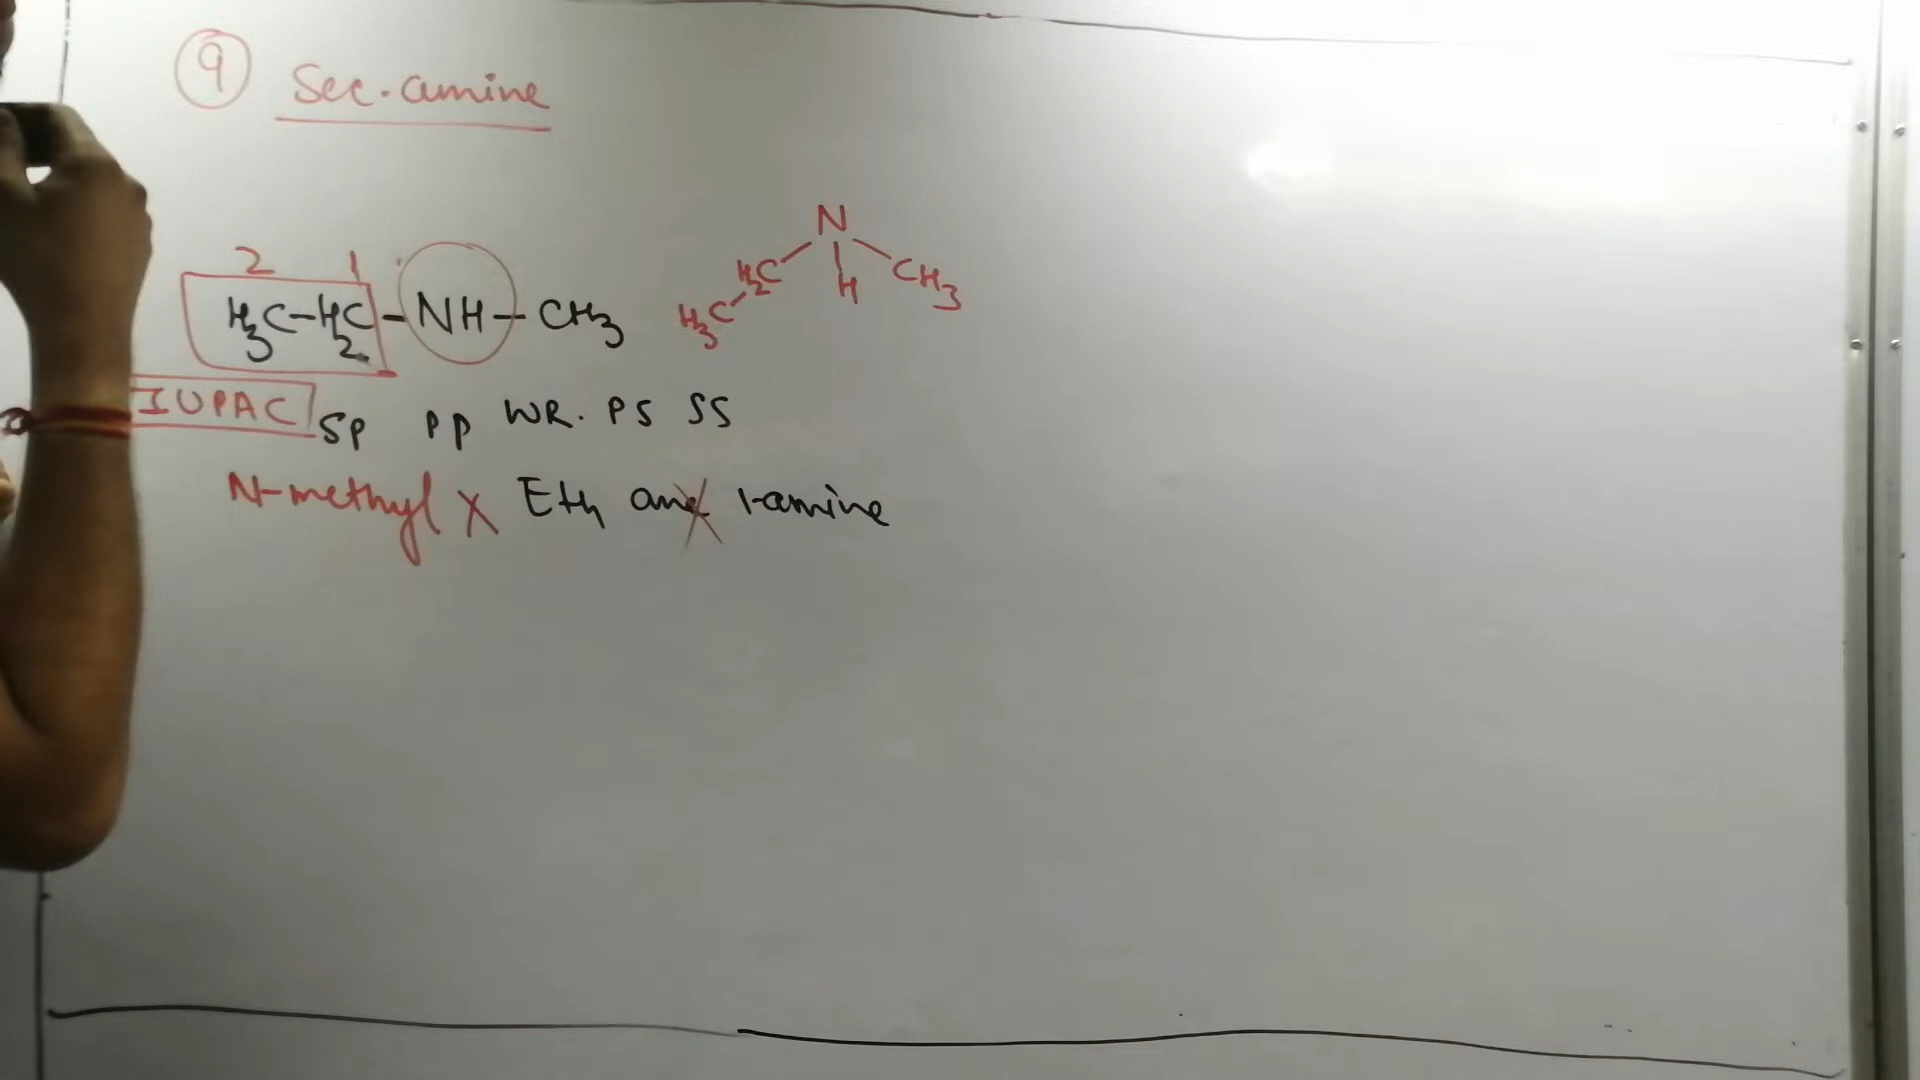 9 Sec. amine
N
2 1
H2C H CH3
H3C
H3C-H2C-NH-CH3
IUPAC SP PP WR. PS SS
N-methyl X Eth ane 1-amine